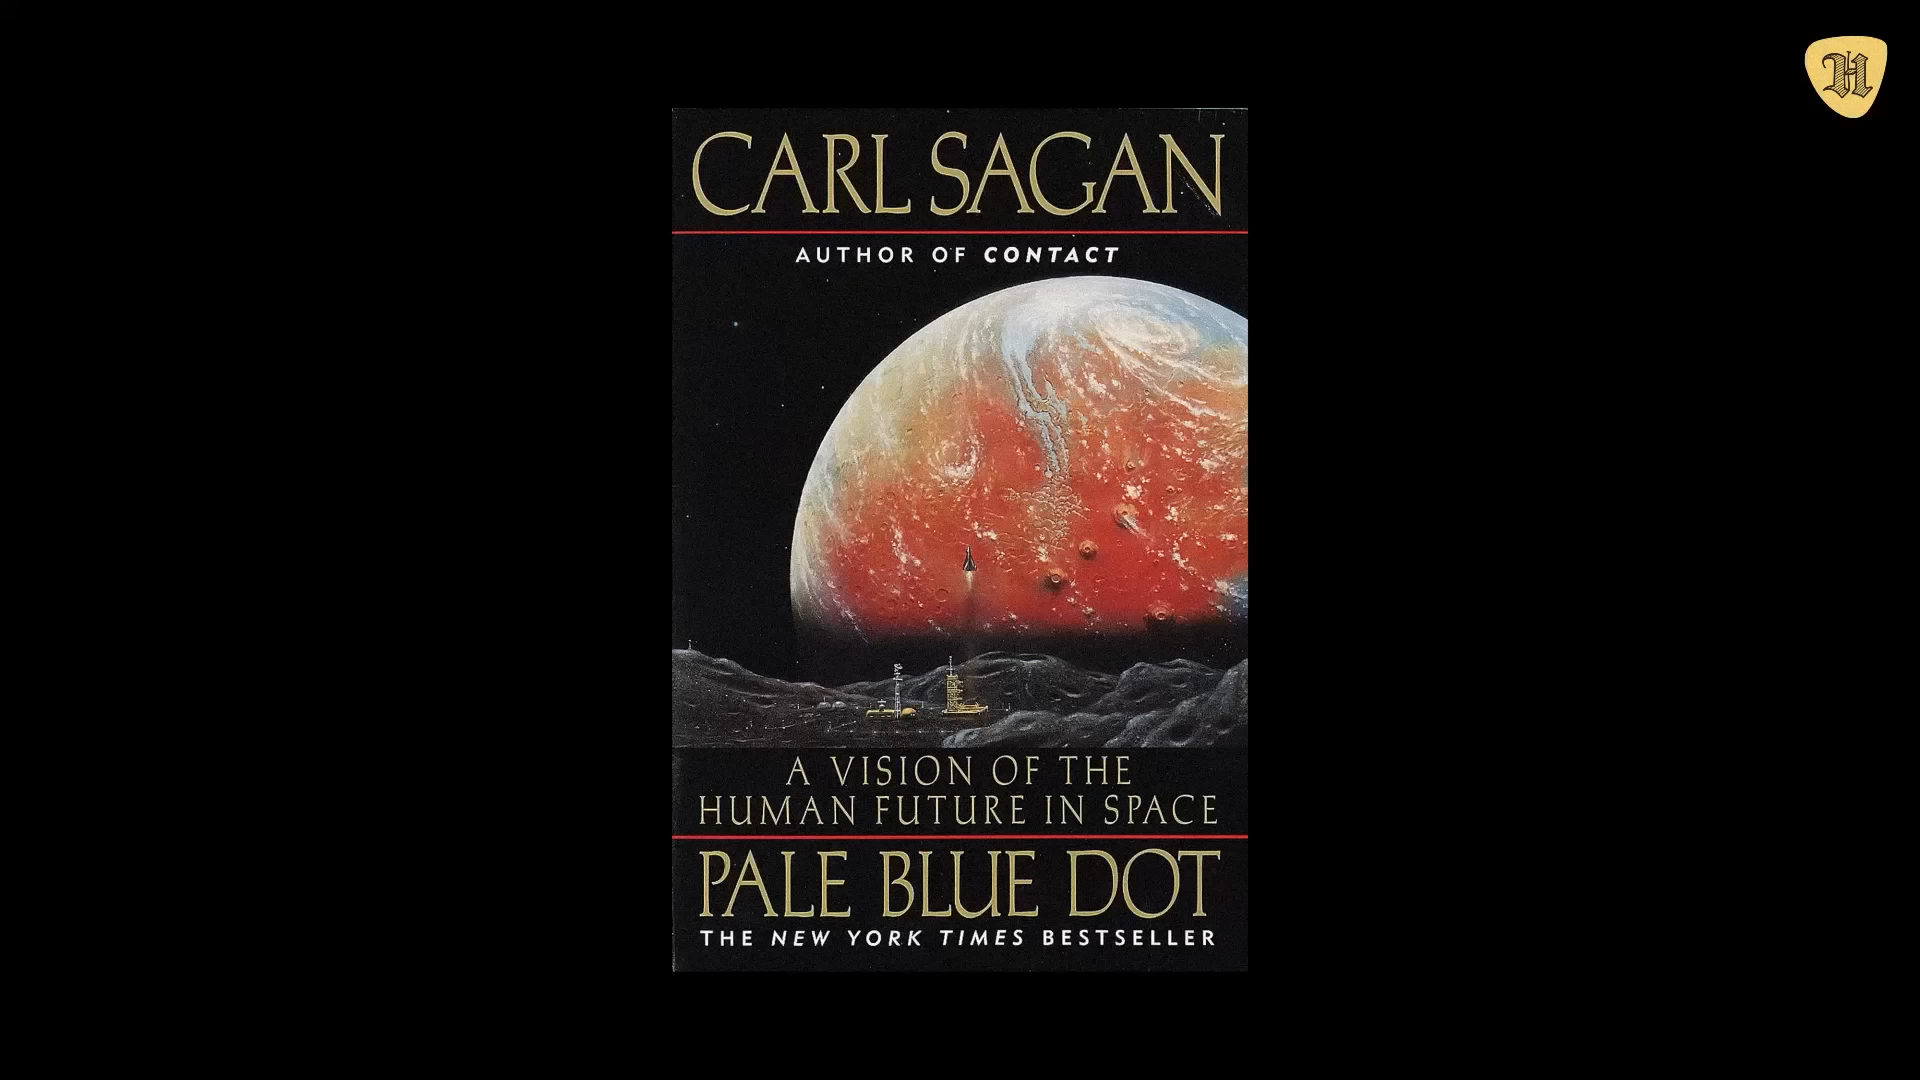 CARL SAGAN
AUTHOR OF CONTACT
A VISION OF THE
HUMAN FUTURE IN SPACE
PALE BLUE DOT
THE NEW YORK TIMES BESTSELLER
H